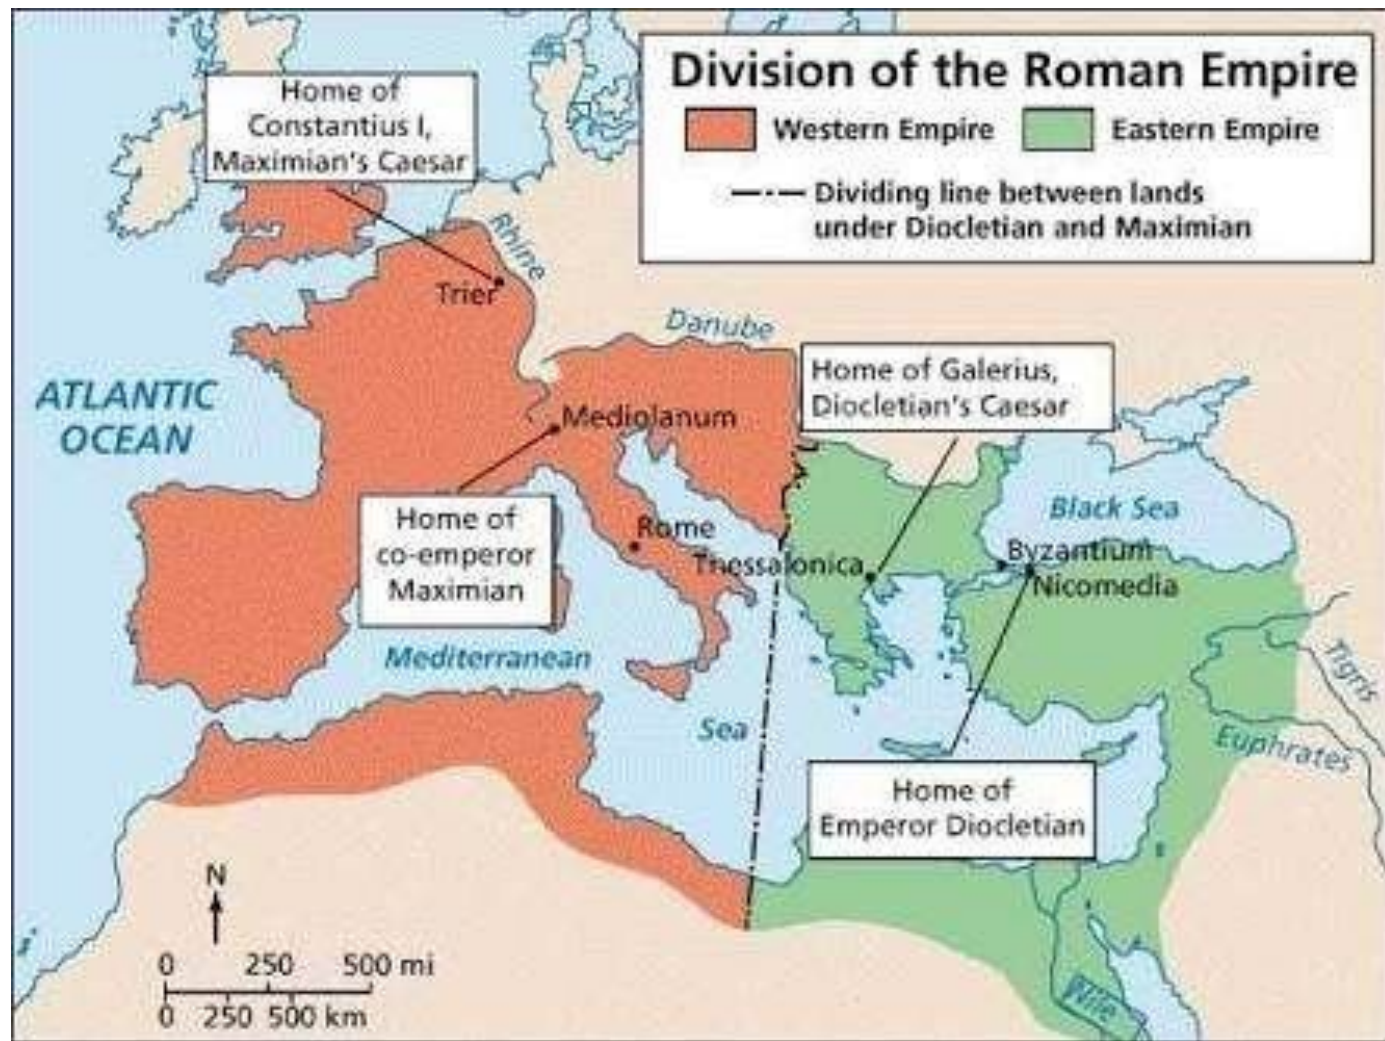 Division of the Roman Empire
Western Empire
Eastern Empire
Dividing line between lands
under Diocletian and Maximian
Home of
Constantius I,
Maximian's Caesar
Rhine
Trier
Danube
Home of Galerius,
Diocletian's Caesar
ATLANTIC
OCEAN
Mediolanum
Home of
co-emperor
Maximian
Rome
Thessalonica
Black Sea
Byzantium
Nicomedia
Mediterranean
Sea
Tigris
Euphrates
Home of
Emperor Diocletian
N
0 250 500 mi
0 250 500 km
Nile